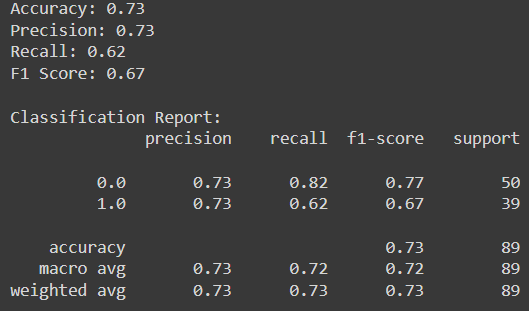 Accuracy: 0.73
Precision: 0.73
Recall: 0.62
F1 Score: 0.67
Classification Report:
precision recall f1-score support
0.0 0.73 0.82 0.77 50
1.0 0.73 0.62 0.67 39
accuracy 0.73 89
macro avg 0.73 0.72 0.72 89
weighted avg 0.73 0.73 0.73 89